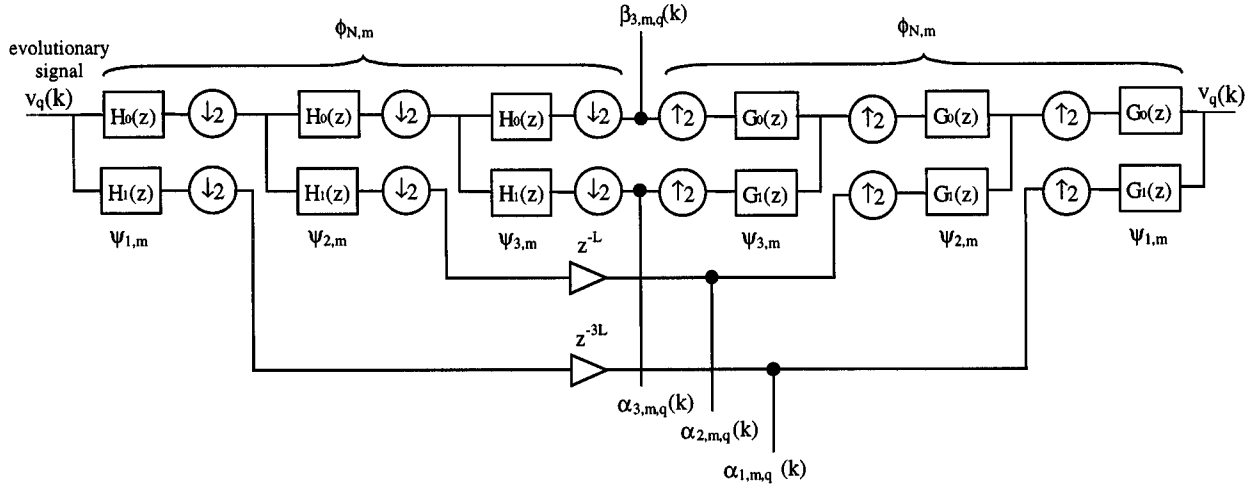 β3,m,q(k)
ϕN,m
ϕN,m
evolutionary
signal
vq(k)
H0(z) ↓2 H0(z) ↓2 H0(z) ↓2 ↑2 G0(z) ↑2 G0(z) ↑2 G0(z)
vq(k)
H1(z) ↓2 H1(z) ↓2 H1(z) ↓2 ↑2 G1(z) ↑2 G1(z) ↑2 G1(z)
ψ1,m ψ2,m ψ3,m ψ3,m ψ2,m ψ1,m
z-L
z-3L
α3,m,q(k)
α2,m,q(k)
α1,m,q (k)